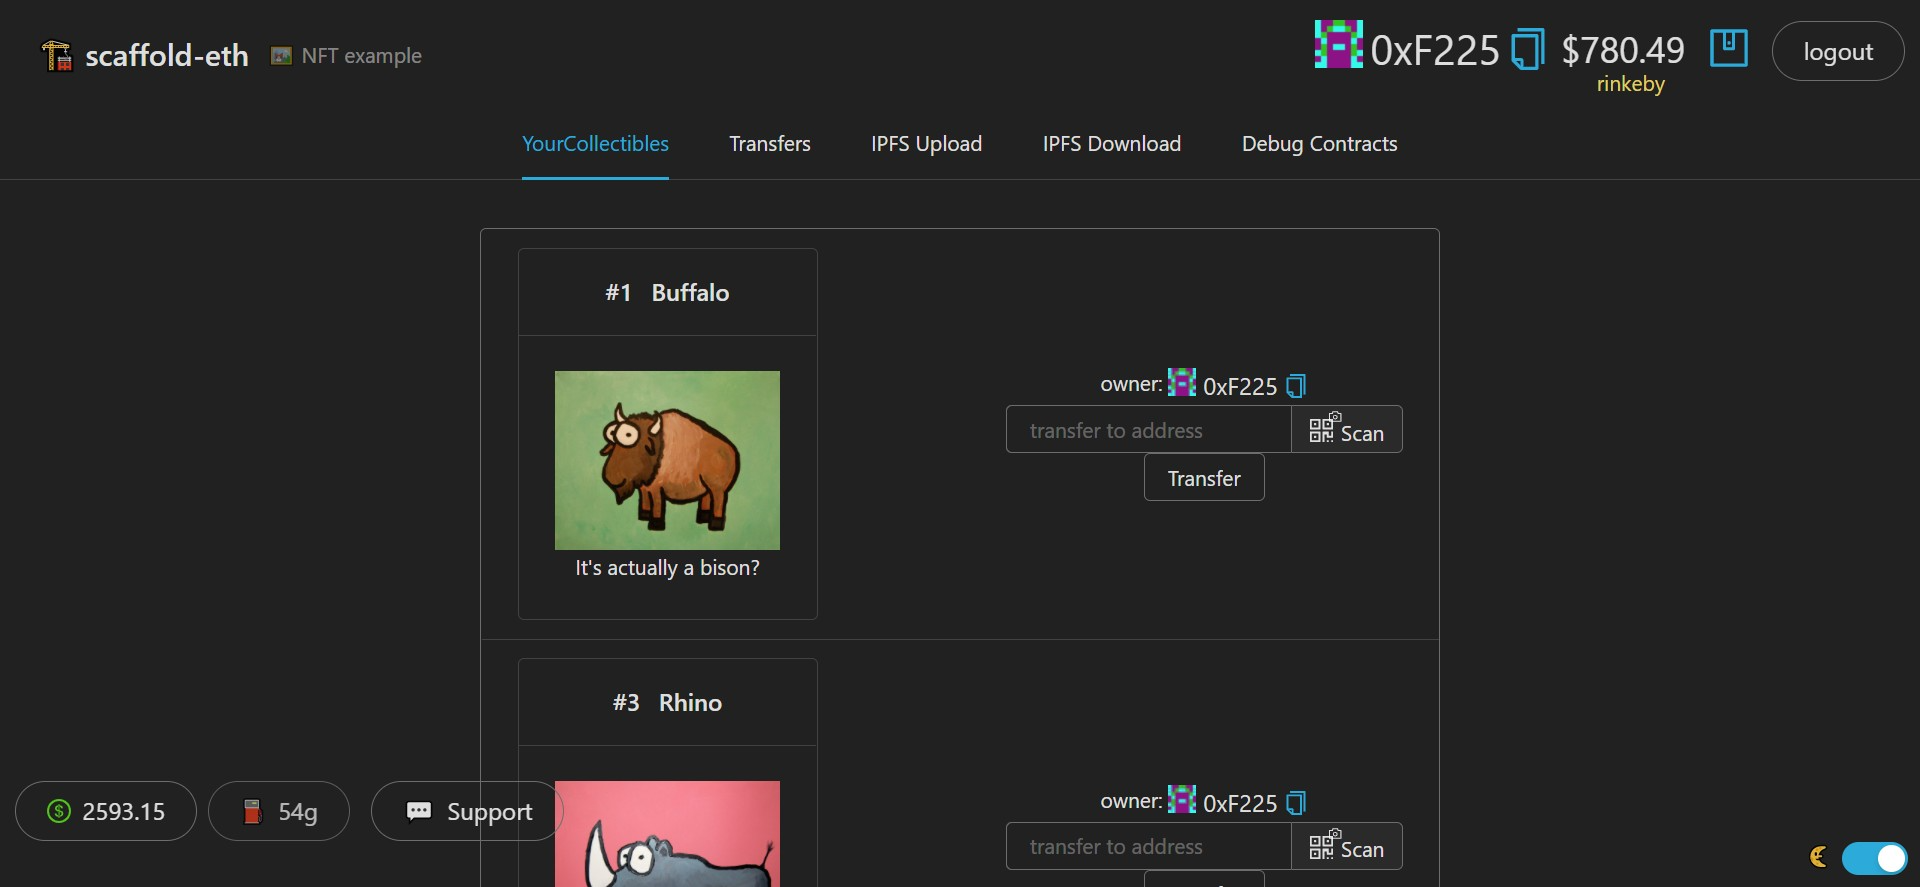 scaffold-eth NFT example
0xF225 $780.49 logout
rinkeby
YourCollectibles Transfers IPFS Upload IPFS Download Debug Contracts
#1 Buffalo
It's actually a bison?
owner: 0xF225
transfer to address Scan
Transfer
#3 Rhino
owner: 0xF225
transfer to address Scan
2593.15 54g Support